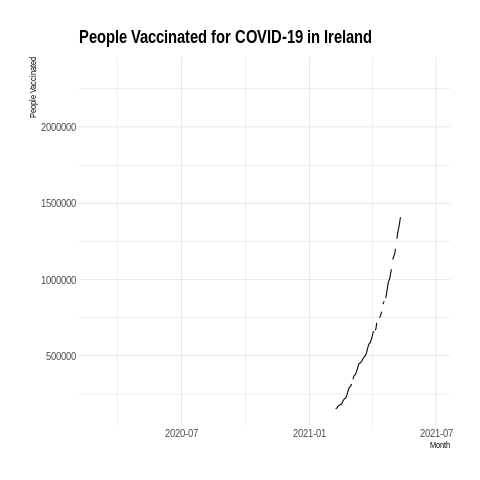 People Vaccinated for COVID-19 in Ireland
People Vaccinated
2000000
1500000
1000000
500000
2020-07 2021-01 2021-07
Month